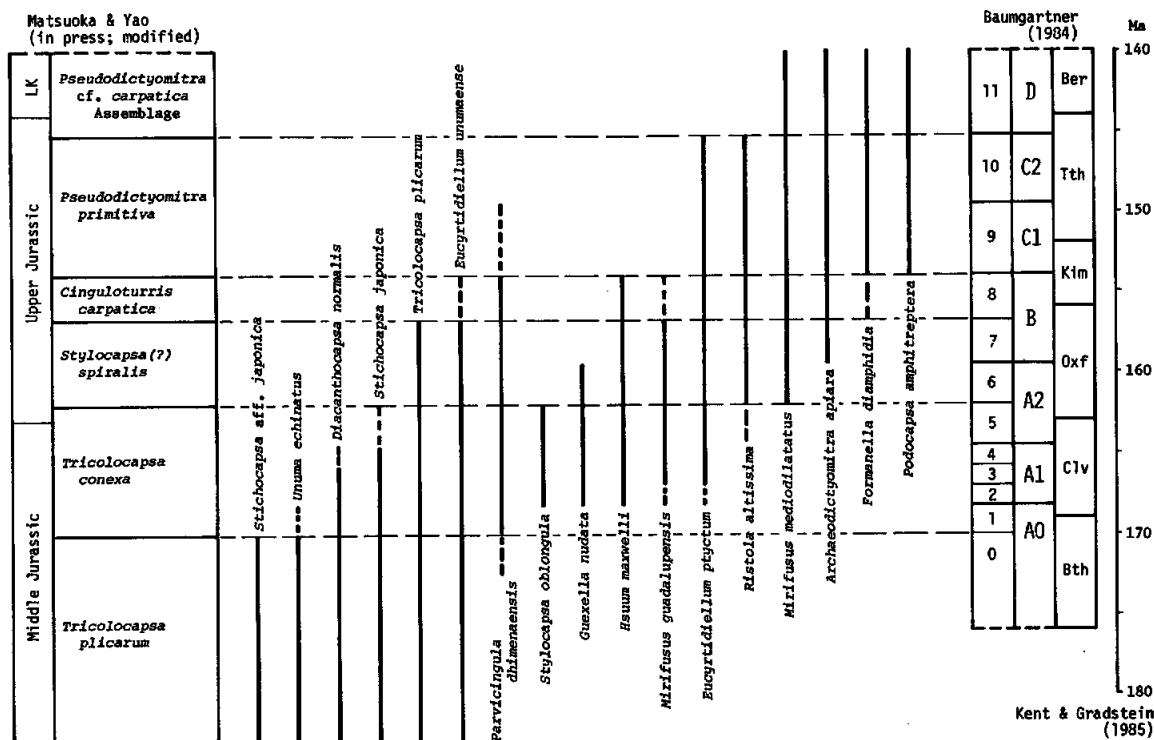 Matsuoka & Yao
(in press; modified)
Baumgartner
(1984)
Ma
LK
Upper Jurassic
Middle Jurassic
Pseudodictyomitra
cf. carpatica
Assemblage
Pseudodictyomitra
primitiva
Cinguloturris
carpatica
Stylocapsa(?)
spiralis
Tricolocapsa
conexa
Tricolocapsa
plicarum
Stichocapsa aff. japonica
Unuma echinatus
Diacanthocapsa normalis
Stichocapsa japonica
Tricolocapsa plicarum
Eucyrtidiellum unumaense
Parvicingula
dhimenaensis
Stylocapsa oblongula
Guexella nudata
Hsuum maxwelli
Mirifusus guadalupensis
Eucyrtidiellum ptyctum
Ristola altissima
Mirifusus mediodilatatus
Archaeodictyomitra apiara
Formanella diamphidia
Podocapsa amphitreptera
11
10
9
8
7
6
5
4
3
2
1
0
D
C2
C1
B
A2
A1
A0
Ber
Tth
Kim
Oxf
Clv
Bth
140
150
160
170
180
Kent & Gradstein
(1985)